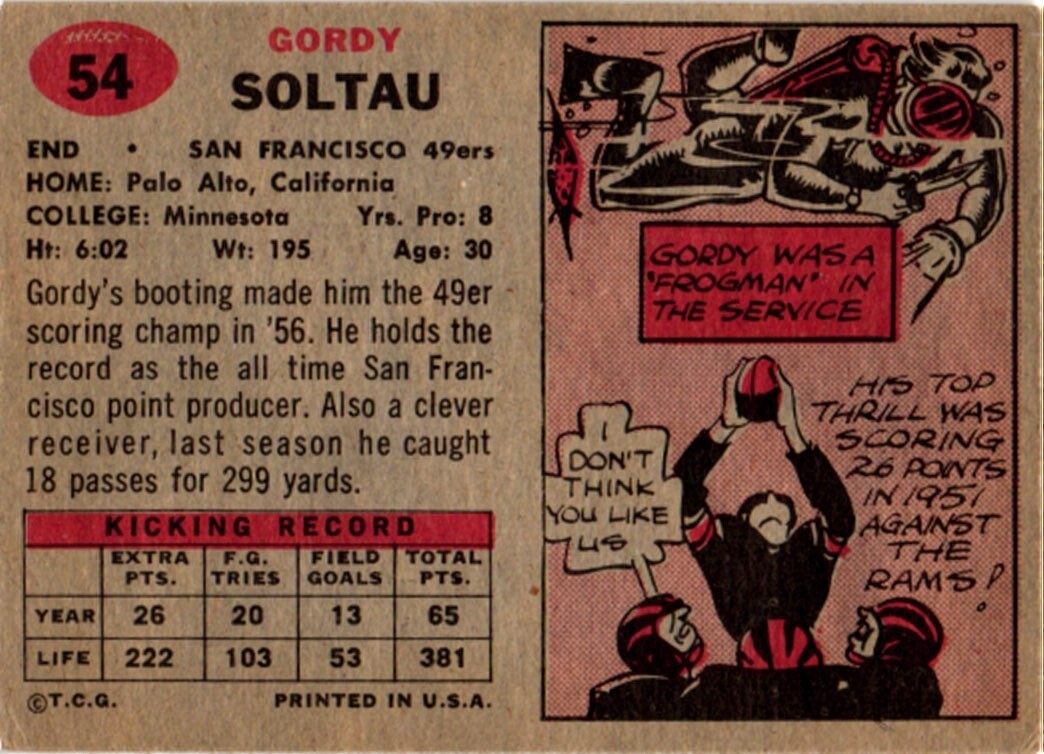 54
GORDY
SOLTAU
END • SAN FRANCISCO 49ers
HOME: Palo Alto, California
COLLEGE: Minnesota Yrs. Pro: 8
Ht: 6:02 Wt: 195 Age: 30
Gordy's booting made him the 49er
scoring champ in '56. He holds the
record as the all time San Fran-
cisco point producer. Also a clever
receiver, last season he caught
18 passes for 299 yards.
KICKING RECORD
EXTRA PTS. F.G. TRIES FIELD GOALS TOTAL PTS.
YEAR 26 20 13 65
LIFE 222 103 53 381
©T.C.G. PRINTED IN U.S.A.
GORDY WAS A
"FROGMAN" IN
THE SERVICE
I
DON'T
THINK
YOU LIKE
US
HIS TOP
THRILL WAS
SCORING
26 POINTS
IN 1951
AGAINST
THE
RAMS!